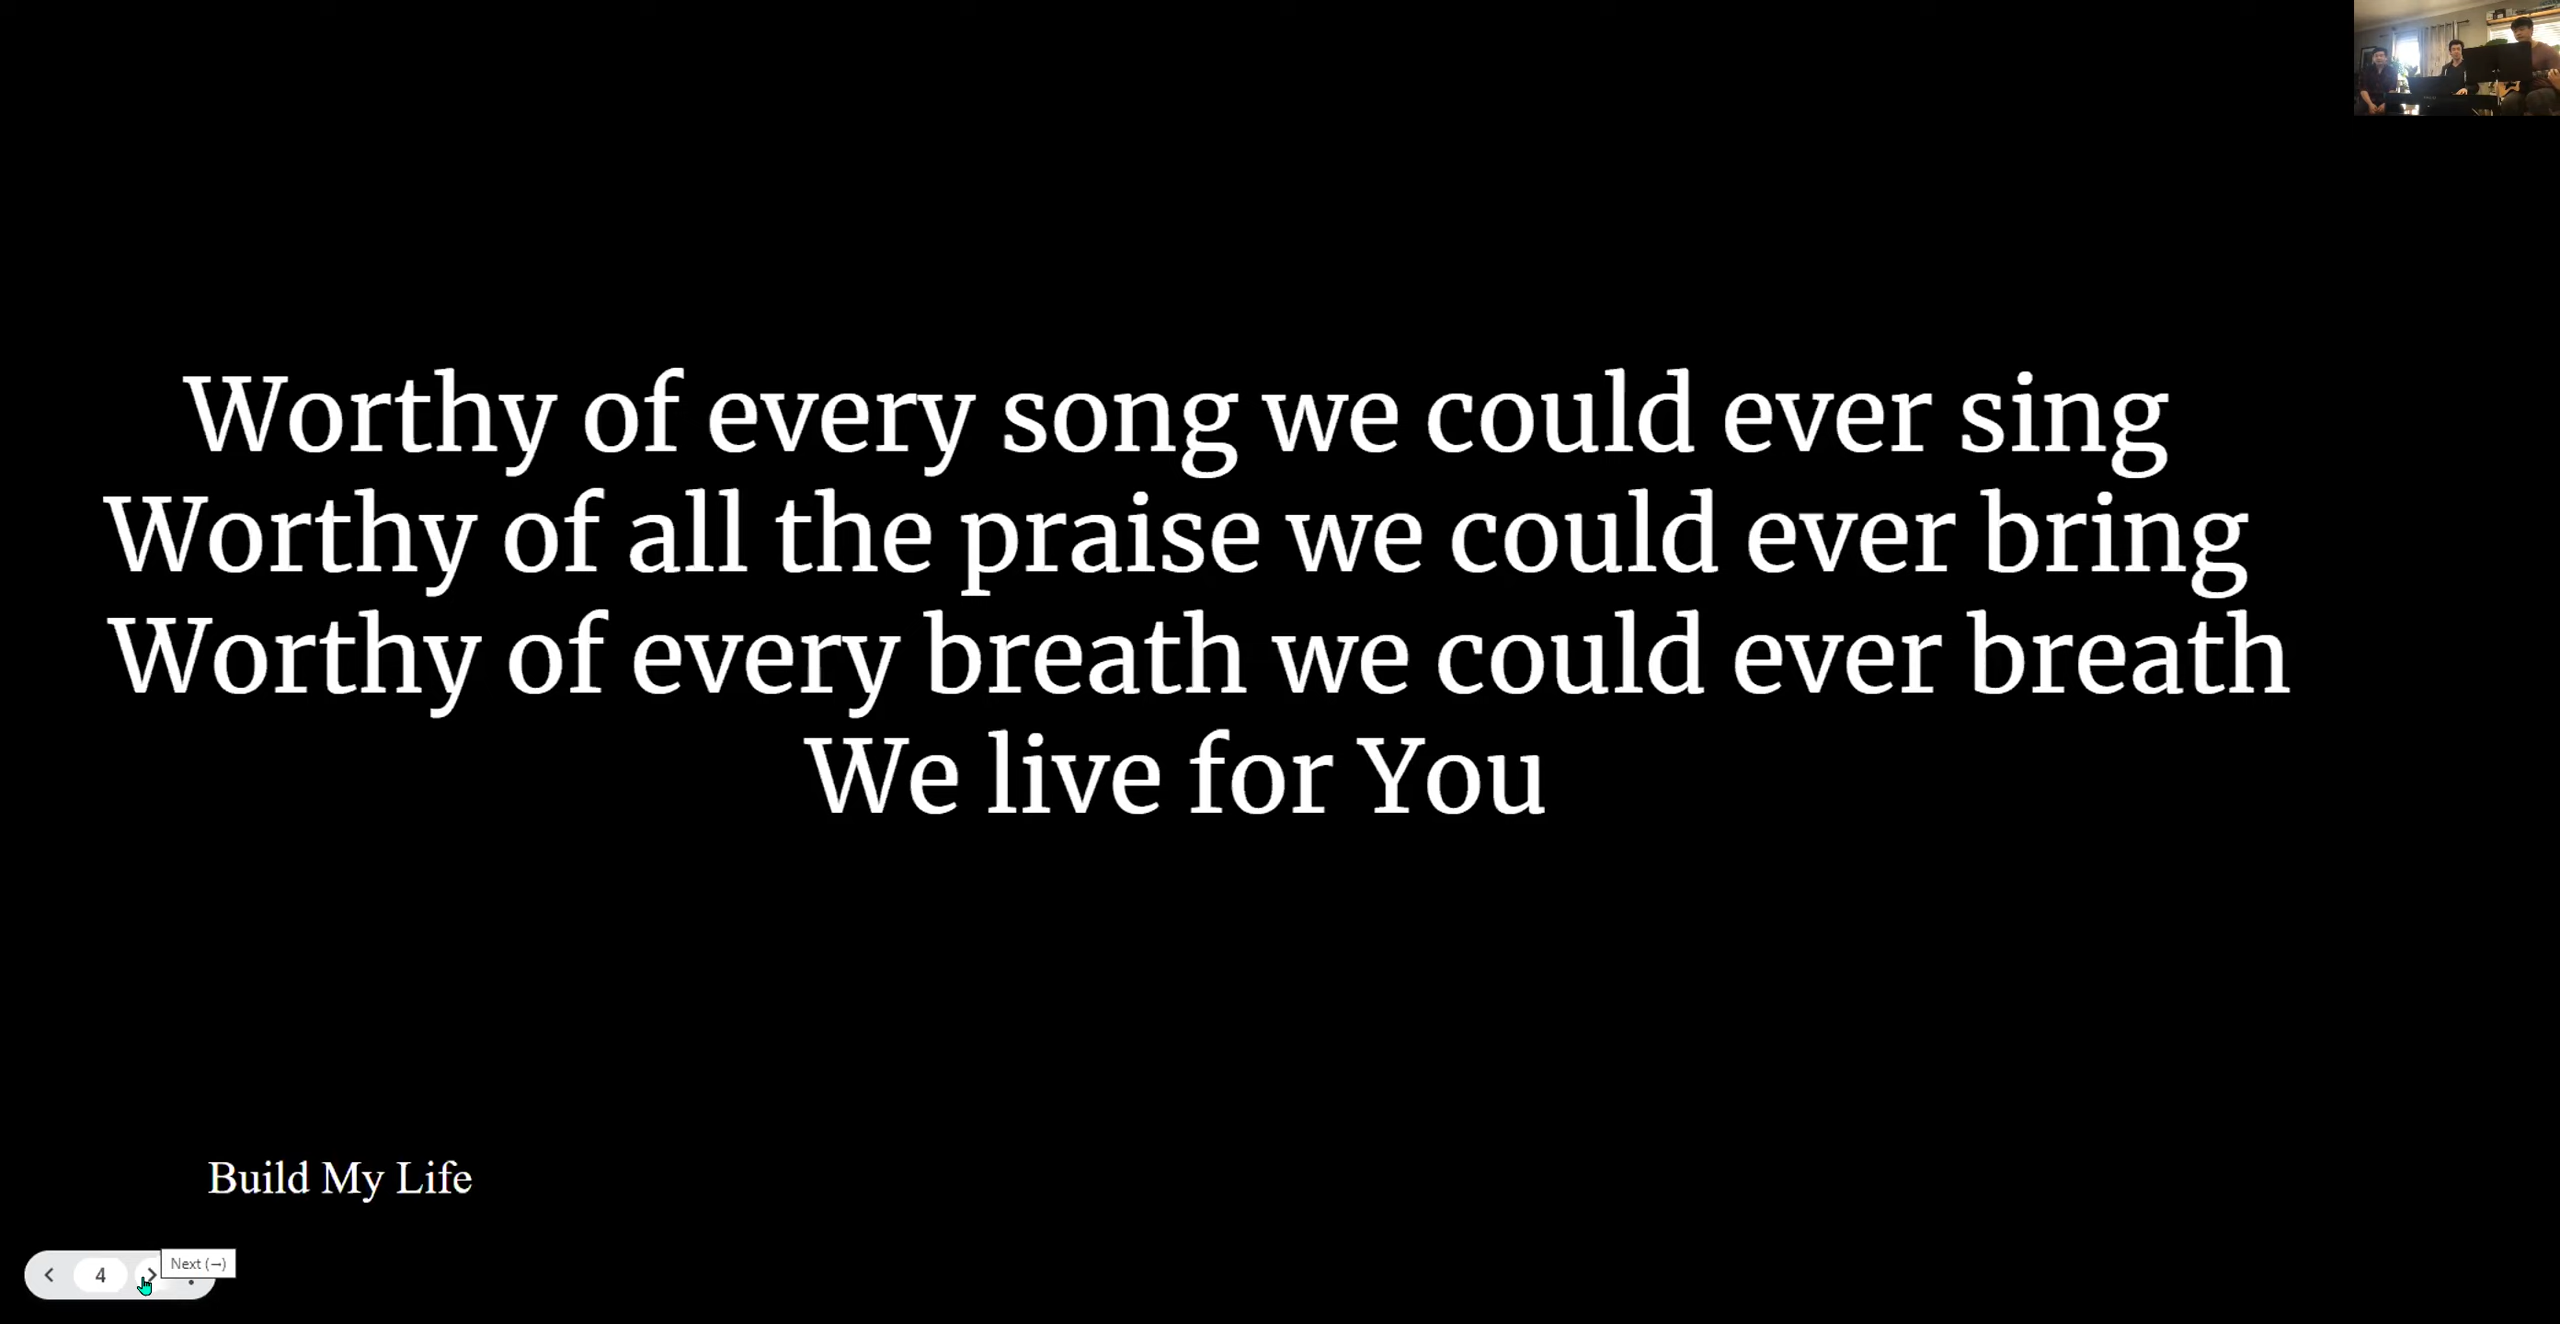 Worthy of every song we could ever sing
Worthy of all the praise we could ever bring
Worthy of every breath we could ever breath
We live for You
Build My Life
4
Next (→)